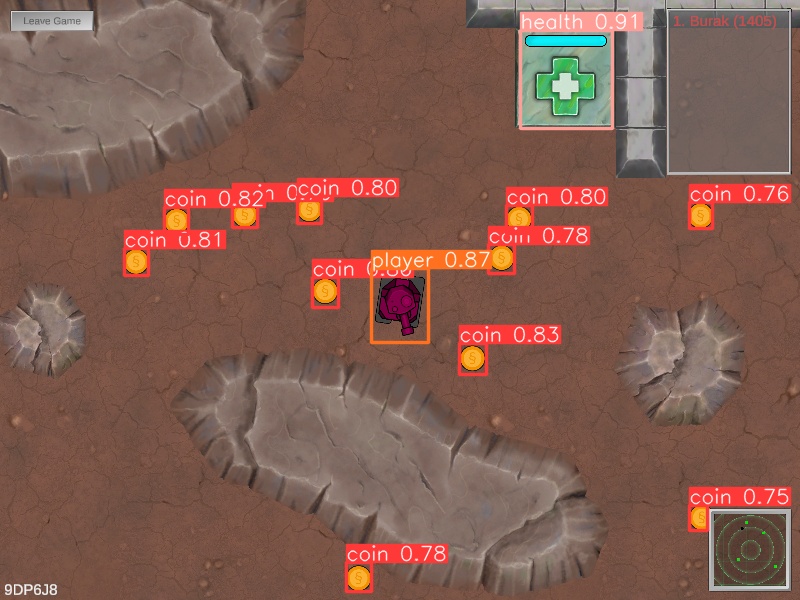 Leave Game
health 0.91
1. Burak (1405)
coin 0.82
coin 0.80
coin 0.80
coin 0.76
coin 0.81
coin 0.78
player 0.87
coin 0.83
coin 0.75
coin 0.78
9DP6J8